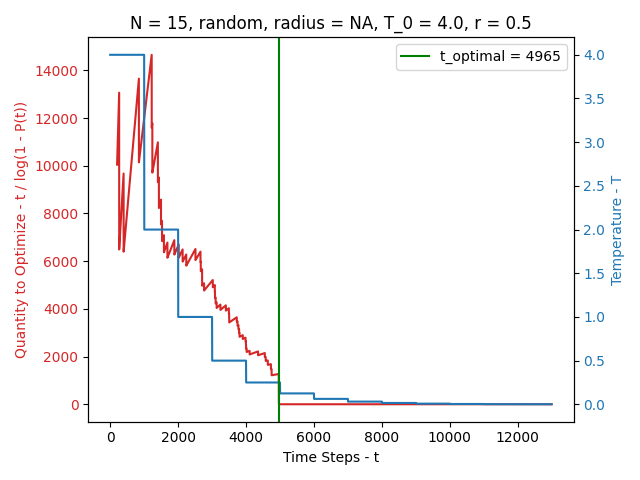 N = 15, random, radius = NA, T_0 = 4.0, r = 0.5
t_optimal = 4965
Quantity to Optimize - t / log(1 - P(t))
14000
12000
10000
8000
6000
4000
2000
0
4.0
3.5
3.0
2.5
2.0
1.5
1.0
0.5
0.0
Temperature - T
0 2000 4000 6000 8000 10000 12000
Time Steps - t